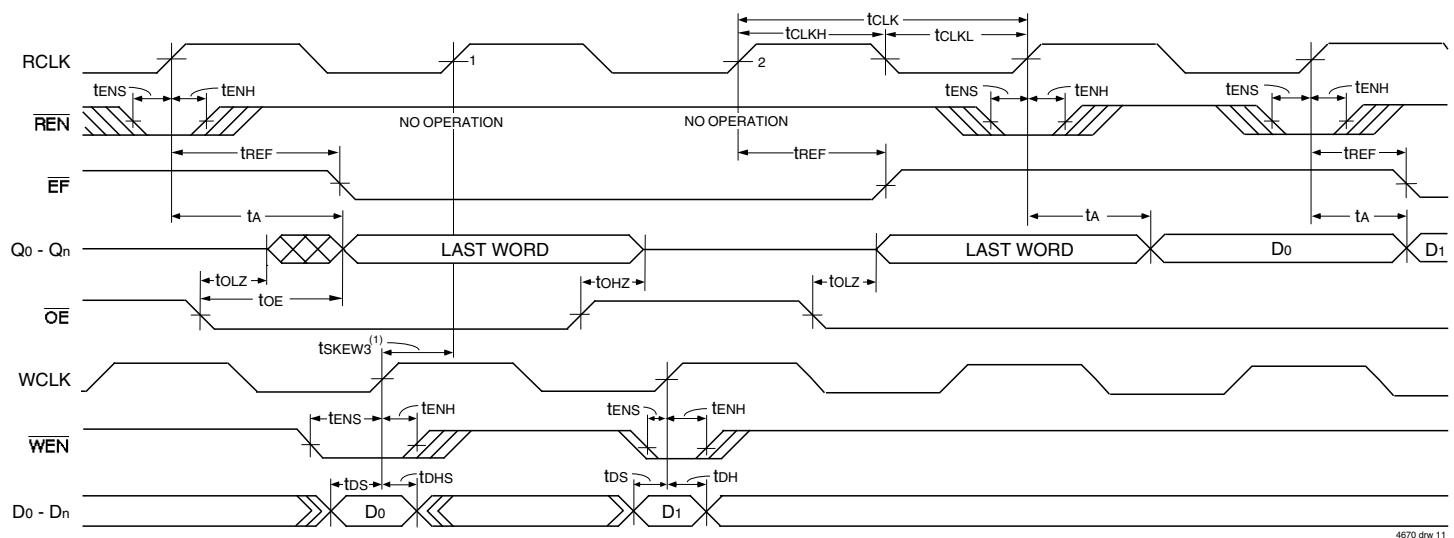 tCLK
tCLKH tCLKL
RCLK 1 2
tENS tENH tENS tENH tENS tENH
REN NO OPERATION NO OPERATION
tREF tREF tREF
EF
tA tA tA
Q0 - Qn LAST WORD LAST WORD D0 D1
tOLZ tOHZ tOLZ
tOE
OE
tSKEW3(1)
WCLK
tENS tENH tENS tENH
WEN
tDS tDHS tDS tDH
D0 - Dn D0 D1
4670 drw 11